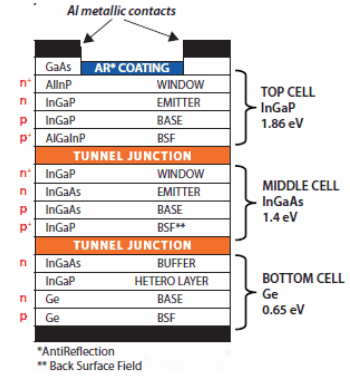 Al metallic contacts
GaAs AR* COATING
n⁺ AlInP WINDOW
n InGaP EMITTER
p InGaP BASE
p⁺ AlGaInP BSF
TOP CELL
InGaP
1.86 eV
TUNNEL JUNCTION
n⁺ InGaP WINDOW
n InGaAs EMITTER
p InGaAs BASE
p⁺ InGaP BSF**
MIDDLE CELL
InGaAs
1.4 eV
TUNNEL JUNCTION
n InGaAs BUFFER
InGaP HETERO LAYER
n Ge BASE
p Ge BSF
BOTTOM CELL
Ge
0.65 eV
*AntiReflection
** Back Surface Field